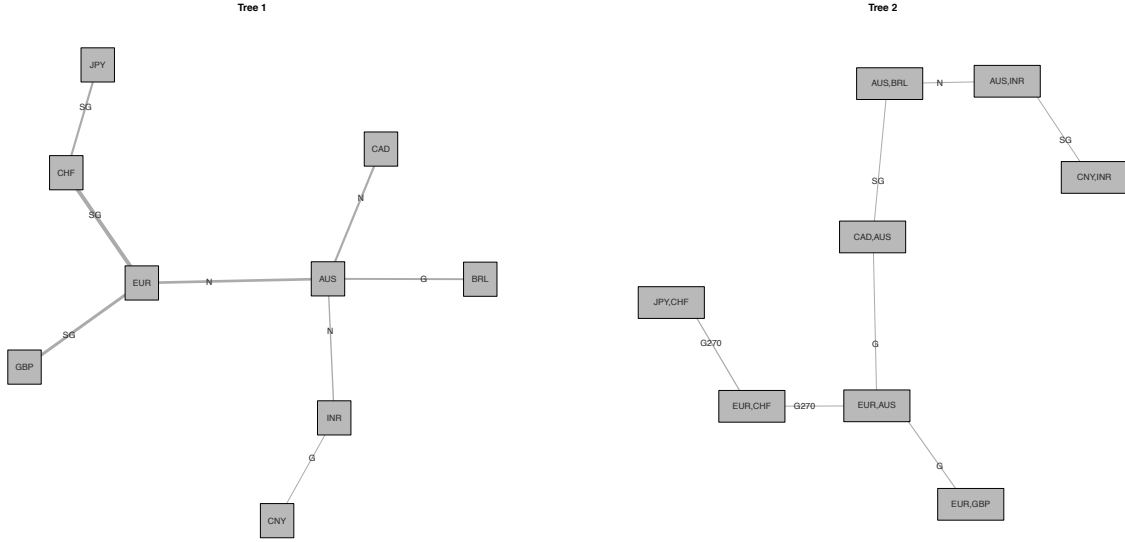 Tree 1
JPY
SG
CHF
SG
EUR
SG
GBP
N
AUS
N
CAD
G
BRL
N
INR
G
CNY
Tree 2
AUS,BRL
N
AUS,INR
SG
CNY,INR
SG
CAD,AUS
G
JPY,CHF
G270
EUR,CHF
G270
EUR,AUS
G
EUR,GBP